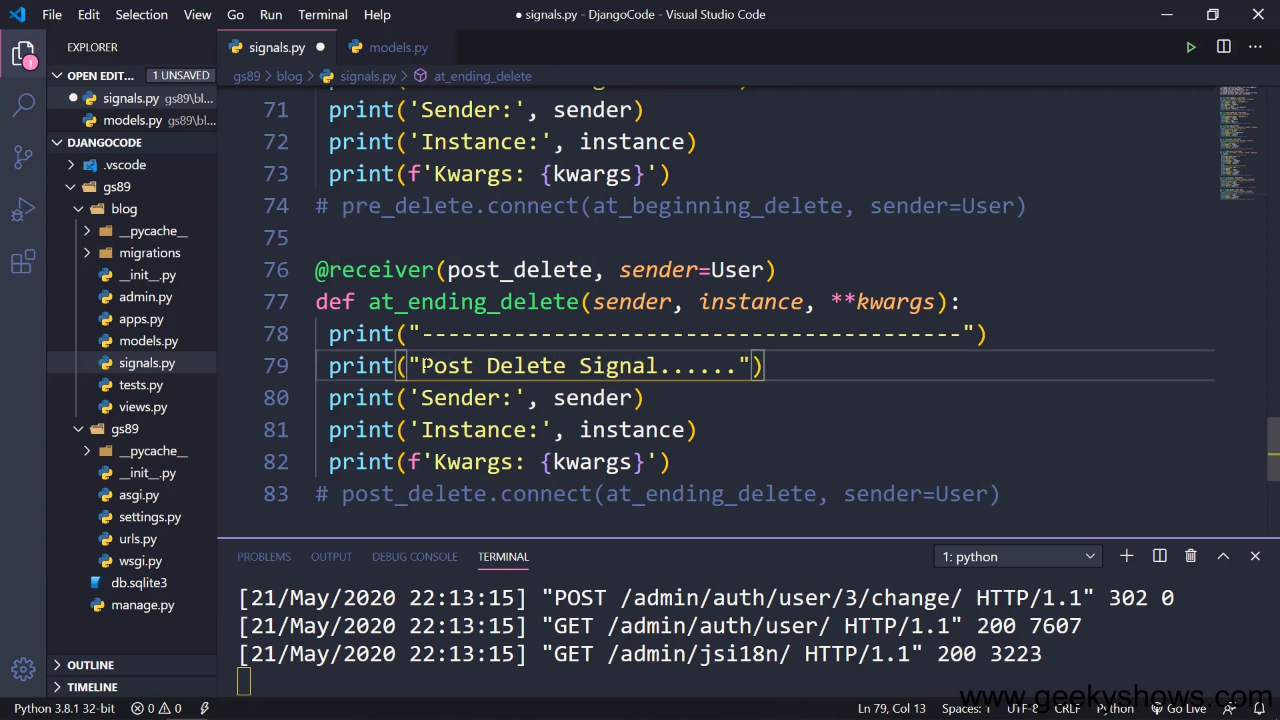 File Edit Selection View Go Run Terminal Help
● signals.py - DjangoCode - Visual Studio Code
EXPLORER
signals.py ●
models.py
OPEN EDIT... 1 UNSAVED
gs89 › blog › signals.py › at_ending_delete
signals.py gs89\bl...
models.py gs89\bl...
DJANGOCODE
.vscode
gs89
blog
__pycache__
migrations
__init__.py
admin.py
apps.py
models.py
signals.py
tests.py
views.py
gs89
__pycache__
__init__.py
asgi.py
settings.py
urls.py
wsgi.py
db.sqlite3
manage.py
OUTLINE
TIMELINE
71 print('Sender:', sender)
72 print('Instance:', instance)
73 print(f'Kwargs: {kwargs}')
74 # pre_delete.connect(at_beginning_delete, sender=User)
75
76 @receiver(post_delete, sender=User)
77 def at_ending_delete(sender, instance, **kwargs):
78 print("-----------------------------------------")
79 print("Post Delete Signal......")
80 print('Sender:', sender)
81 print('Instance:', instance)
82 print(f'Kwargs: {kwargs}')
83 # post_delete.connect(at_ending_delete, sender=User)
PROBLEMS OUTPUT DEBUG CONSOLE TERMINAL 1: python
[21/May/2020 22:13:15] "POST /admin/auth/user/3/change/ HTTP/1.1" 302 0
[21/May/2020 22:13:15] "GET /admin/auth/user/ HTTP/1.1" 200 7607
[21/May/2020 22:13:15] "GET /admin/jsi18n/ HTTP/1.1" 200 3223
www.geekyshows.com
Python 3.8.1 32-bit 0 0 Ln 79, Col 13 Spaces: 1 UTF-8 CRLF Python Go Live